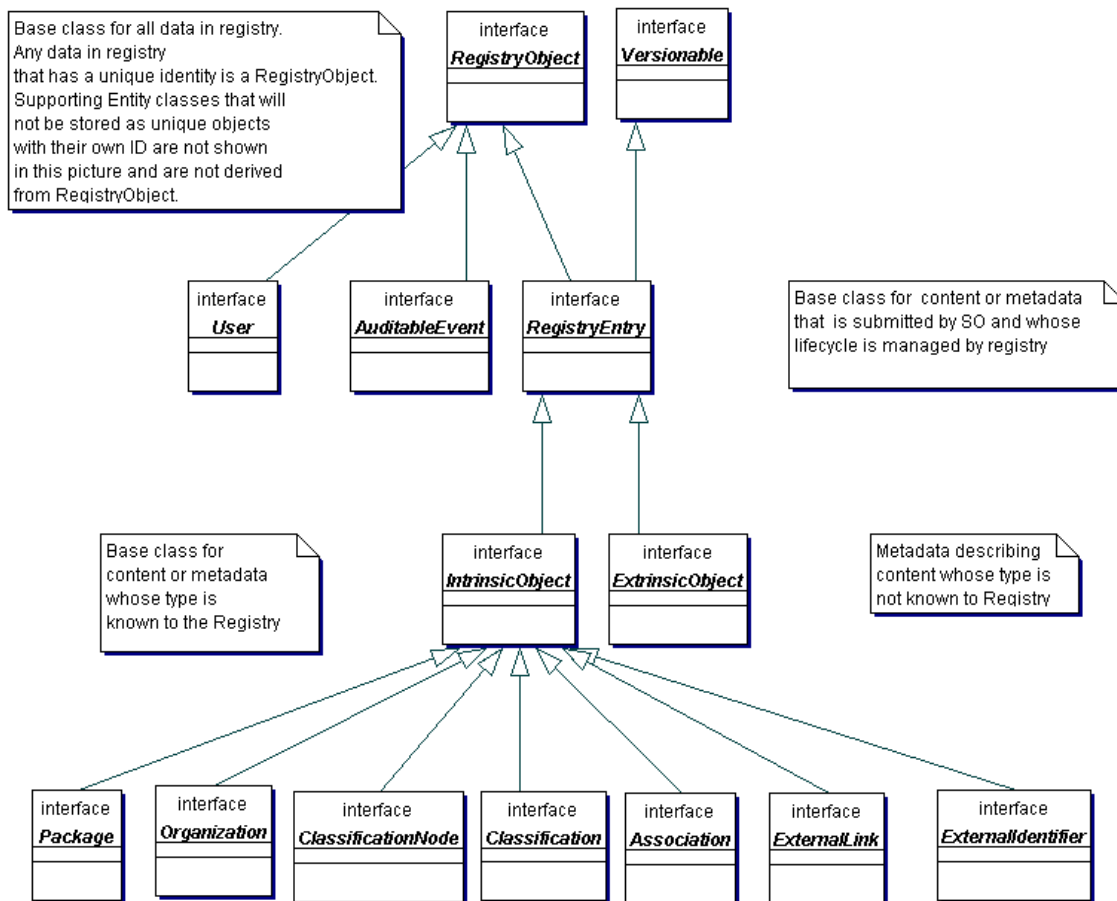 Base class for all data in registry.
Any data in registry
that has a unique identity is a RegistryObject.
Supporting Entity classes that will
not be stored as unique objects
with their own ID are not shown
in this picture and are not derived
from RegistryObject.
interface
RegistryObject
interface
Versionable
interface
User
interface
AuditableEvent
interface
RegistryEntry
Base class for content or metadata
that is submitted by SO and whose
lifecycle is managed by registry
Base class for
content or metadata
whose type is
known to the Registry
interface
IntrinsicObject
interface
ExtrinsicObject
Metadata describing
content whose type is
not known to Registry
interface
Package
interface
Organization
interface
ClassificationNode
interface
Classification
interface
Association
interface
ExternalLink
interface
ExternalIdentifier